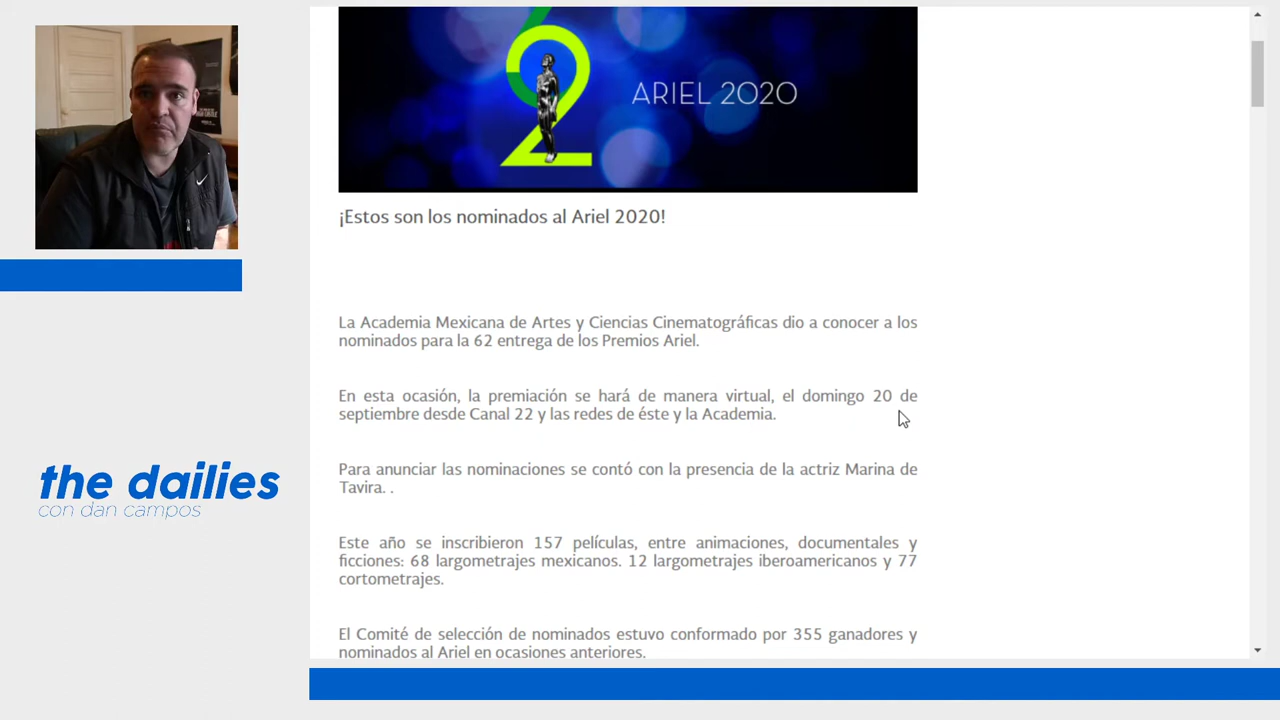 ARIEL 2020
¡Estos son los nominados al Ariel 2020!
La Academia Mexicana de Artes y Ciencias Cinematográficas dio a conocer a los
nominados para la 62 entrega de los Premios Ariel.
En esta ocasión, la premiación se hará de manera virtual, el domingo 20 de
septiembre desde Canal 22 y las redes de éste y la Academia.
Para anunciar las nominaciones se contó con la presencia de la actriz Marina de
Tavira. .
Este año se inscribieron 157 películas, entre animaciones, documentales y
ficciones: 68 largometrajes mexicanos. 12 largometrajes iberoamericanos y 77
cortometrajes.
El Comité de selección de nominados estuvo conformado por 355 ganadores y
nominados al Ariel en ocasiones anteriores.
the dailies
con dan campos